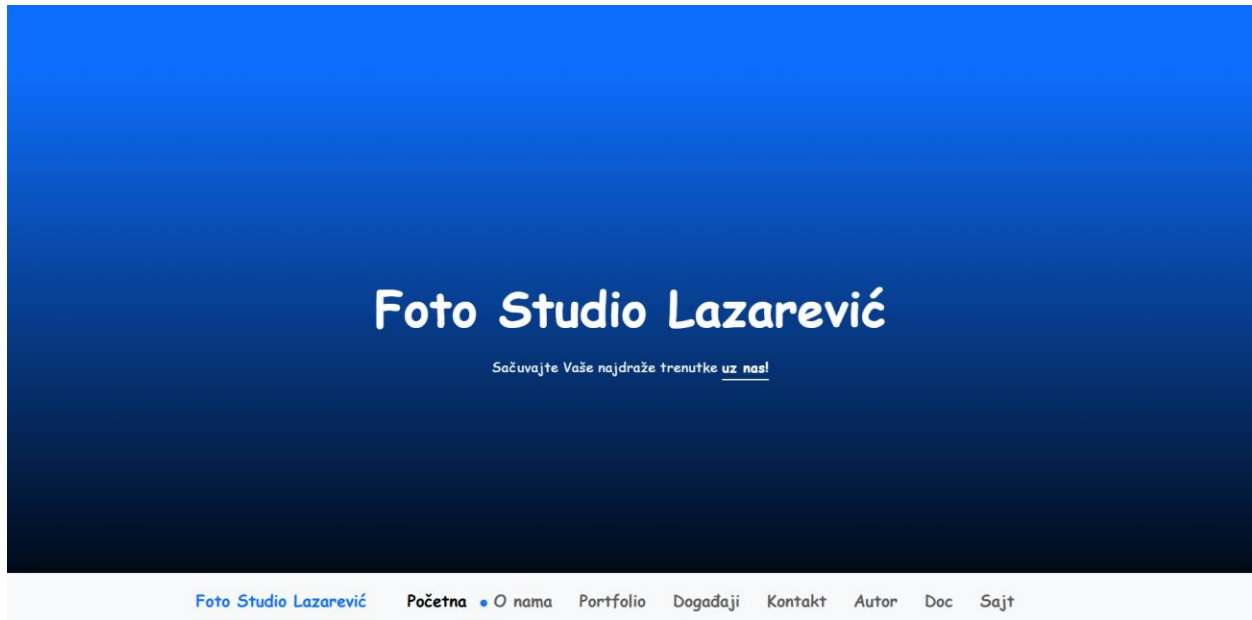 Foto Studio Lazarević
Sačuvajte Vaše najdraže trenutke uz nas!
Foto Studio Lazarević Početna O nama Portfolio Događaji Kontakt Autor Doc Sajt